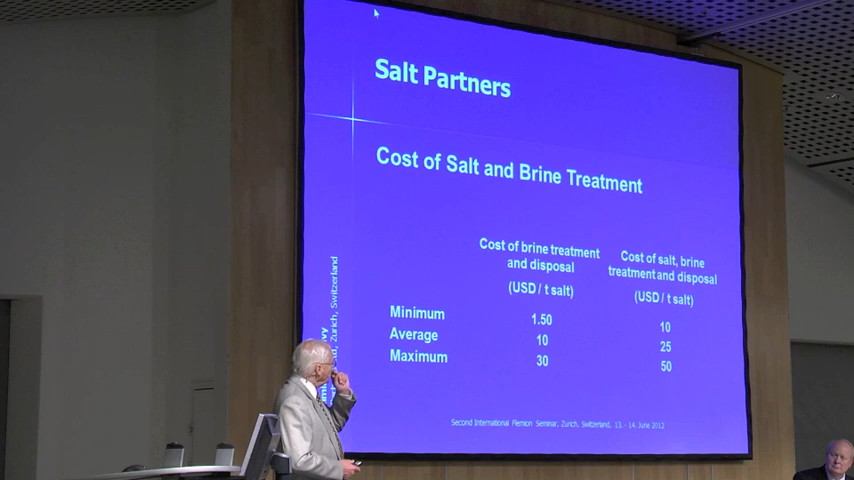 Salt Partners
Cost of Salt and Brine Treatment
Cost of brine treatment
and disposal
(USD / t salt)
Cost of salt, brine
treatment and disposal
(USD / t salt)
Minimum 1.50 10
Average 10 25
Maximum 30 50
Zurich, Switzerland
Second International Flemion Seminar, Zurich, Switzerland, 13. - 14. June 2012